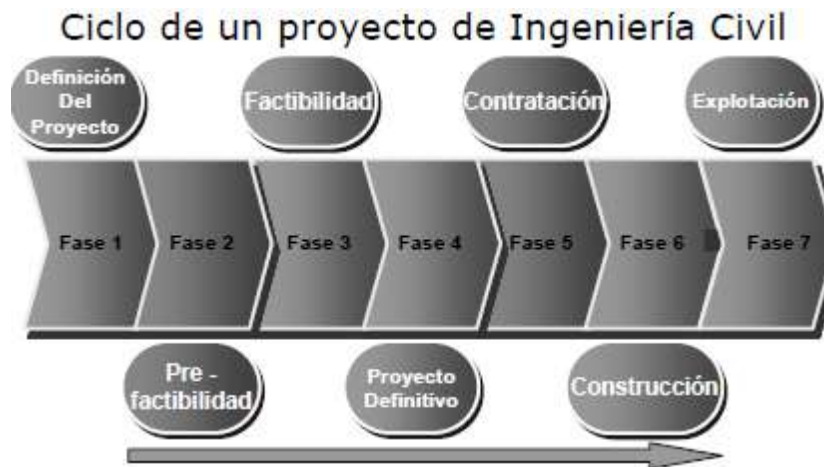 Ciclo de un proyecto de Ingeniería Civil
Definición
Del
Proyecto
Factibilidad
Contratación
Explotación
Fase 1
Fase 2
Fase 3
Fase 4
Fase 5
Fase 6
Fase 7
Pre -
factibilidad
Proyecto
Definitivo
Construcción